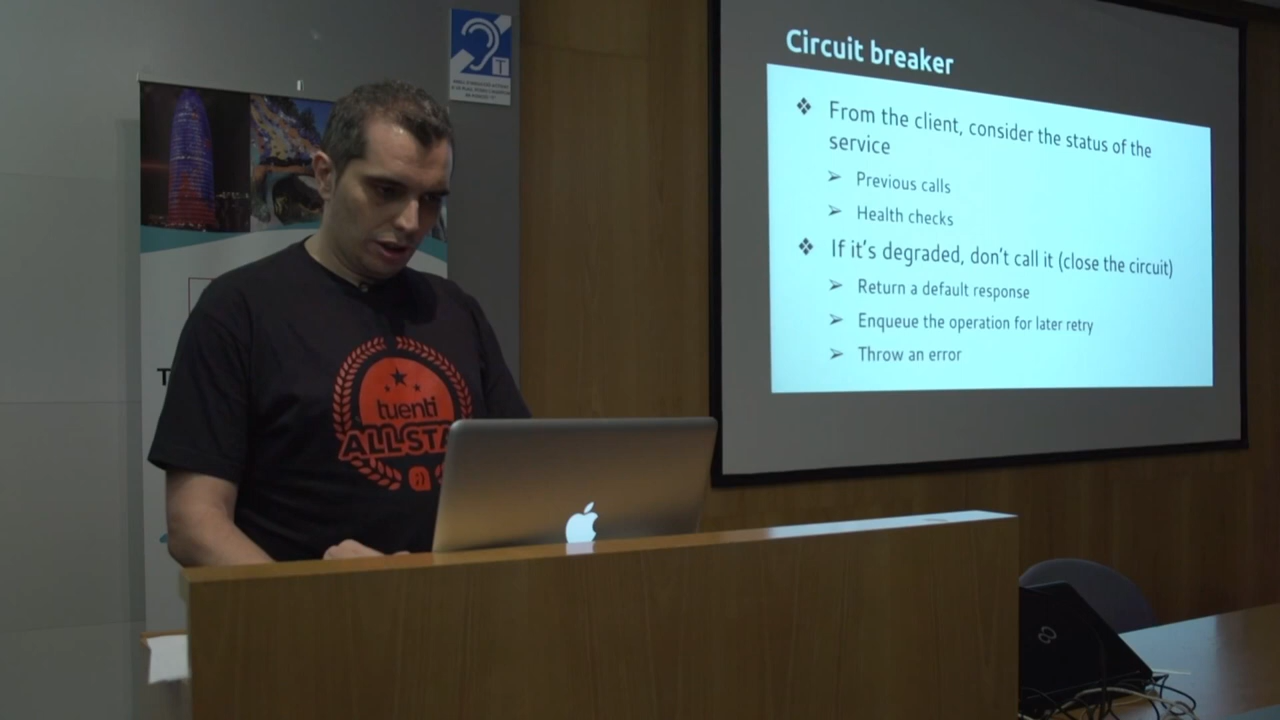 T
Circuit breaker
❖ From the client, consider the status of the
service
➢ Previous calls
➢ Health checks
❖ If it's degraded, don't call it (close the circuit)
➢ Return a default response
➢ Enqueue the operation for later retry
➢ Throw an error
T
tuenti
ALL STA